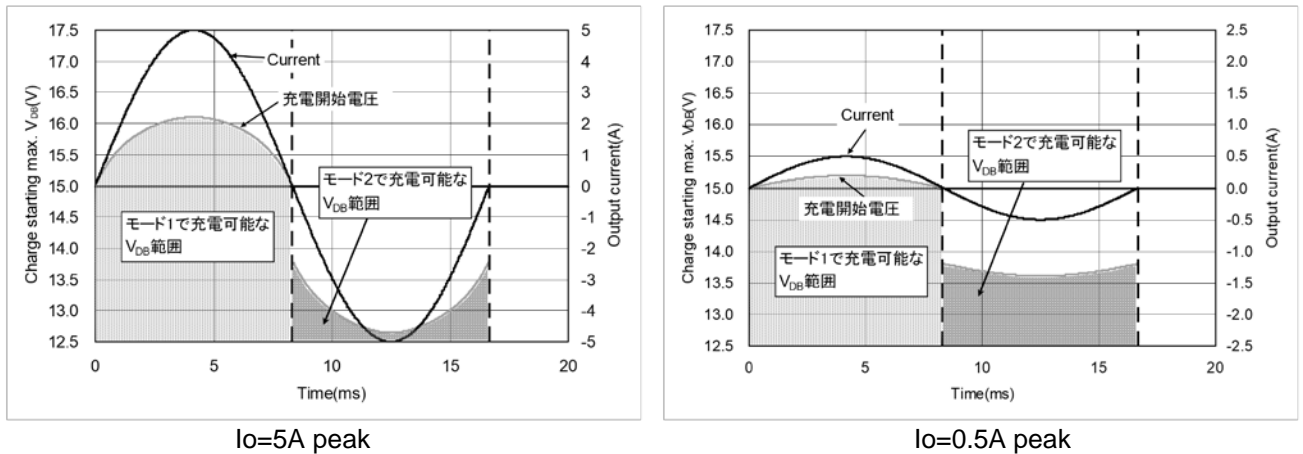 Charge starting max. VDB(V)
17.5
17.0
16.5
16.0
15.5
15.0
14.5
14.0
13.5
13.0
12.5
Current
充電開始電圧
モード1で充電可能な
VDB範囲
モード2で充電可能な
VDB範囲
5
4
3
2
1
0
-1
-2
-3
-4
-5
Output current(A)
0
5
10
15
20
Time(ms)
Io=5A peak
Charge starting max. VDB(V)
17.5
17.0
16.5
16.0
15.5
15.0
14.5
14.0
13.5
13.0
12.5
Current
充電開始電圧
モード2で充電可能な
VDB範囲
モード1で充電可能な
VDB範囲
2.5
2.0
1.5
1.0
0.5
0.0
-0.5
-1.0
-1.5
-2.0
-2.5
Output current(A)
0
5
10
15
20
Time(ms)
Io=0.5A peak